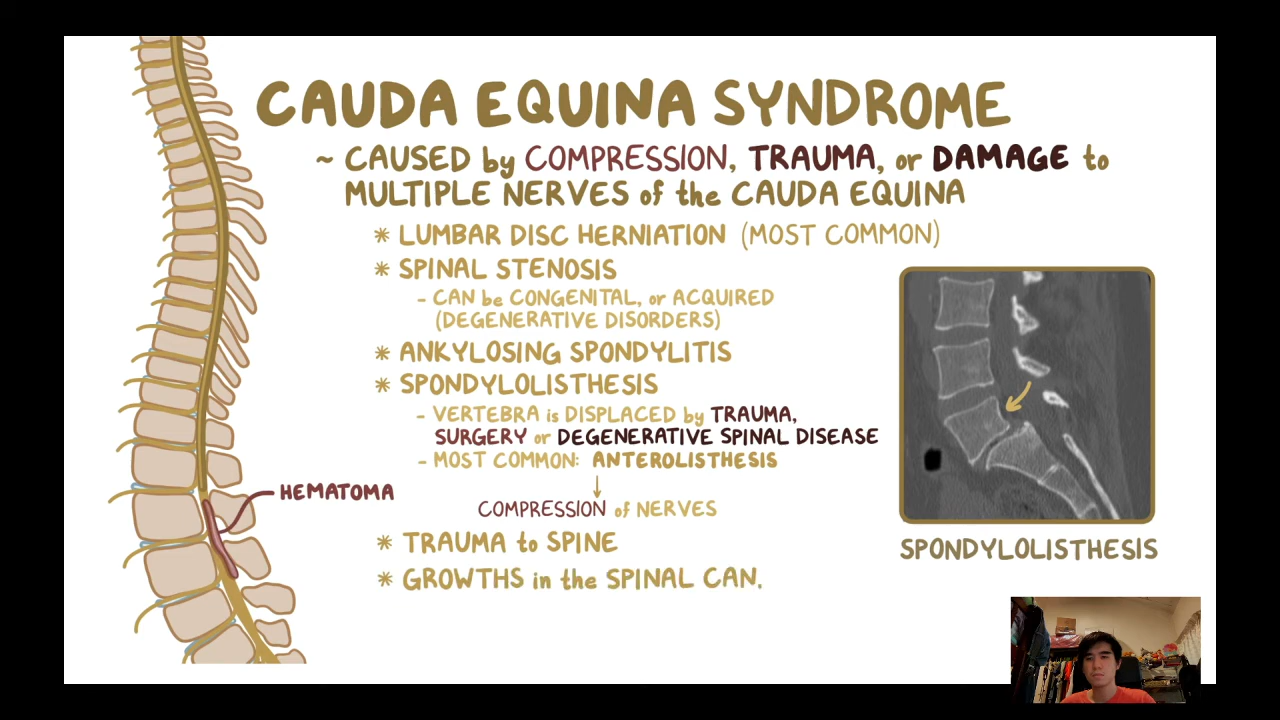 CAUDA EQUINA SYNDROME
~ CAUSED by COMPRESSION, TRAUMA, or DAMAGE to
MULTIPLE NERVES of the CAUDA EQUINA
* LUMBAR DISC HERNIATION (MOST COMMON)
* SPINAL STENOSIS
- CAN be CONGENITAL, or ACQUIRED
(DEGENERATIVE DISORDERS)
* ANKYLOSING SPONDYLITIS
* SPONDYLOLISTHESIS
- VERTEBRA is DISPLACED by TRAUMA,
SURGERY or DEGENERATIVE SPINAL DISEASE
- MOST COMMON: ANTEROLISTHESIS
COMPRESSION of NERVES
* TRAUMA to SPINE
* GROWTHS in the SPINAL CAN.
HEMATOMA
SPONDYLOLISTHESIS